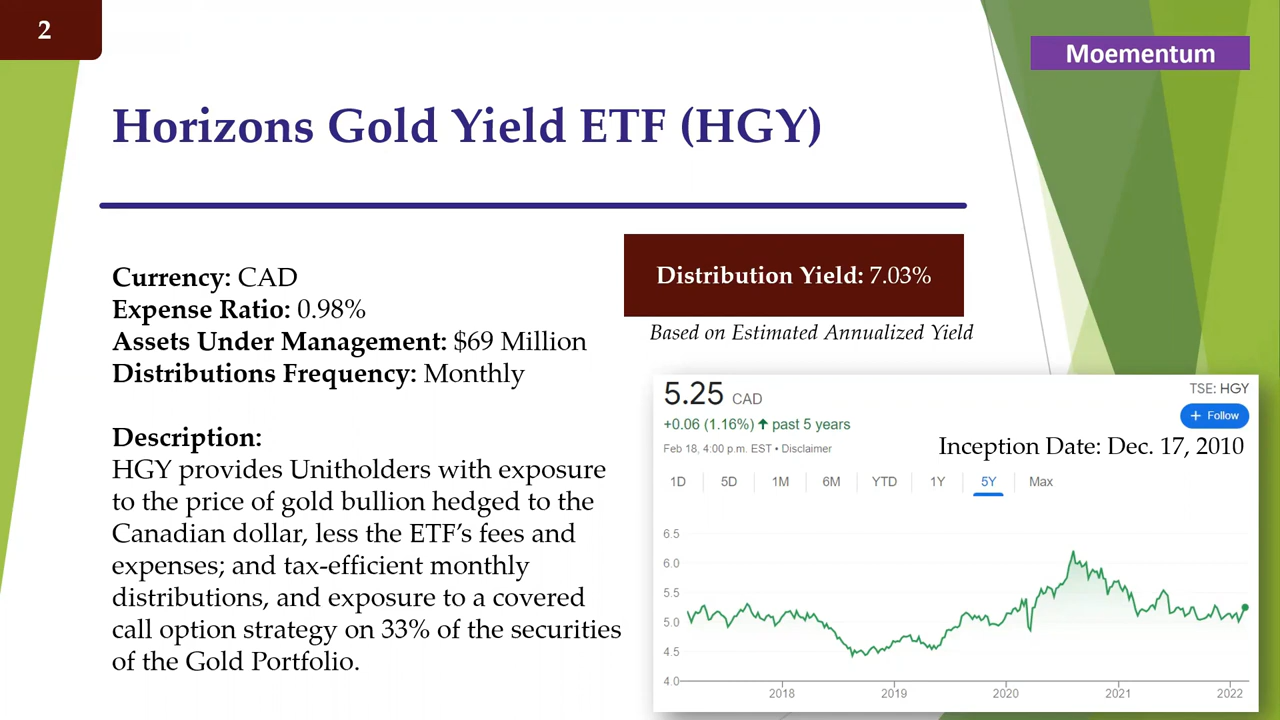 2
Moementum
Horizons Gold Yield ETF (HGY)
Currency: CAD
Expense Ratio: 0.98%
Assets Under Management: $69 Million
Distributions Frequency: Monthly
Description:
HGY provides Unitholders with exposure
to the price of gold bullion hedged to the
Canadian dollar, less the ETF’s fees and
expenses; and tax-efficient monthly
distributions, and exposure to a covered
call option strategy on 33% of the securities
of the Gold Portfolio.
Distribution Yield: 7.03%
Based on Estimated Annualized Yield
5.25 CAD
TSE: HGY
+0.06 (1.16%) ↑ past 5 years
+ Follow
Feb 18, 4:00 p.m. EST • Disclaimer
Inception Date: Dec. 17, 2010
1D 5D 1M 6M YTD 1Y 5Y Max
6.5
6.0
5.5
5.0
4.5
4.0
2018 2019 2020 2021 2022